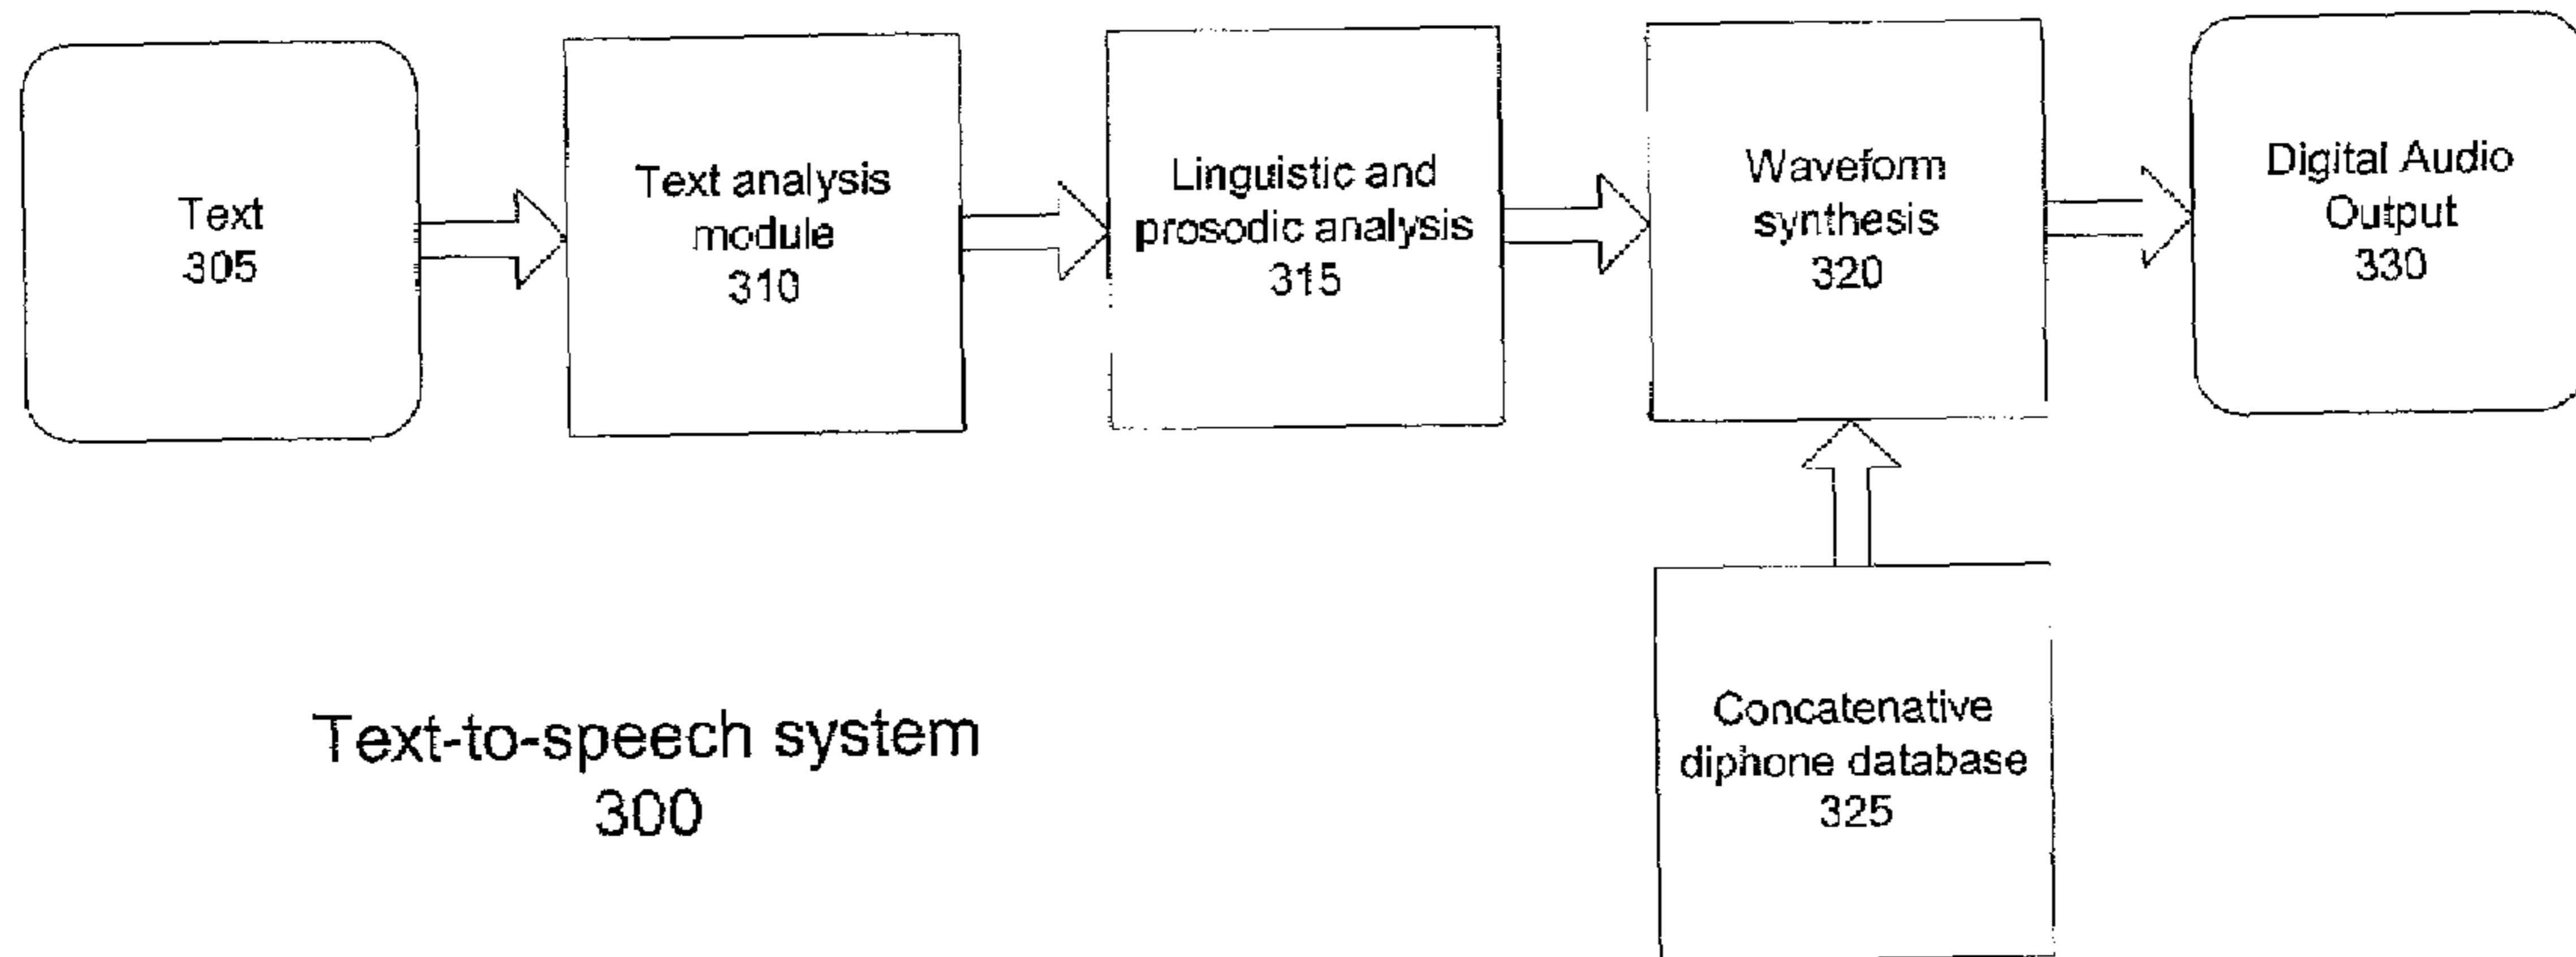 Text
305
Text analysis
module
310
Linguistic and
prosodic analysis
315
Waveform
synthesis
320
Digital Audio
Output
330
Concatenative
diphone database
325
Text-to-speech system
300